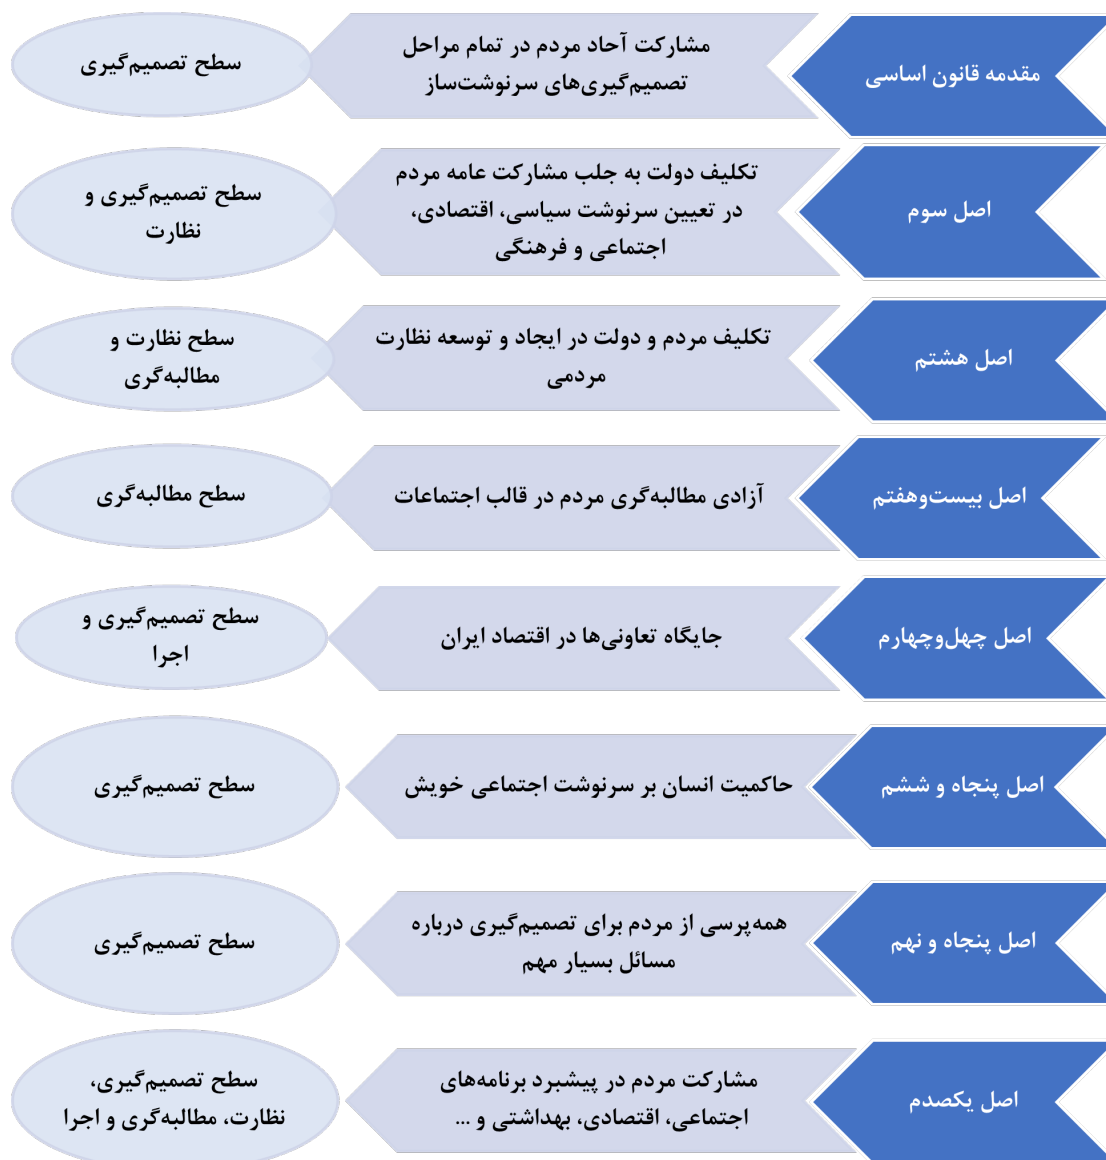 مقدمه قانون اساسی
مشارکت آحاد مردم در تمام مراحل
تصمیم‌گیری‌های سرنوشت‌ساز
سطح تصمیم‌گیری
اصل سوم
تکلیف دولت به جلب مشارکت عامه مردم
در تعیین سرنوشت سیاسی، اقتصادی،
اجتماعی و فرهنگی
سطح تصمیم‌گیری و
نظارت
اصل هشتم
تکلیف مردم و دولت در ایجاد و توسعه نظارت
مردمی
سطح نظارت و
مطالبه‌گری
اصل بیست‌وهفتم
آزادی مطالبه‌گری مردم در قالب اجتماعات
سطح مطالبه‌گری
اصل چهل‌وچهارم
جایگاه تعاونی‌ها در اقتصاد ایران
سطح تصمیم‌گیری و
اجرا
اصل پنجاه و ششم
حاکمیت انسان بر سرنوشت اجتماعی خویش
سطح تصمیم‌گیری
اصل پنجاه و نهم
همه‌پرسی از مردم برای تصمیم‌گیری درباره
مسائل بسیار مهم
سطح تصمیم‌گیری
اصل یکصدم
مشارکت مردم در پیشبرد برنامه‌های
اجتماعی، اقتصادی، بهداشتی و ...
سطح تصمیم‌گیری،
نظارت، مطالبه‌گری و اجرا